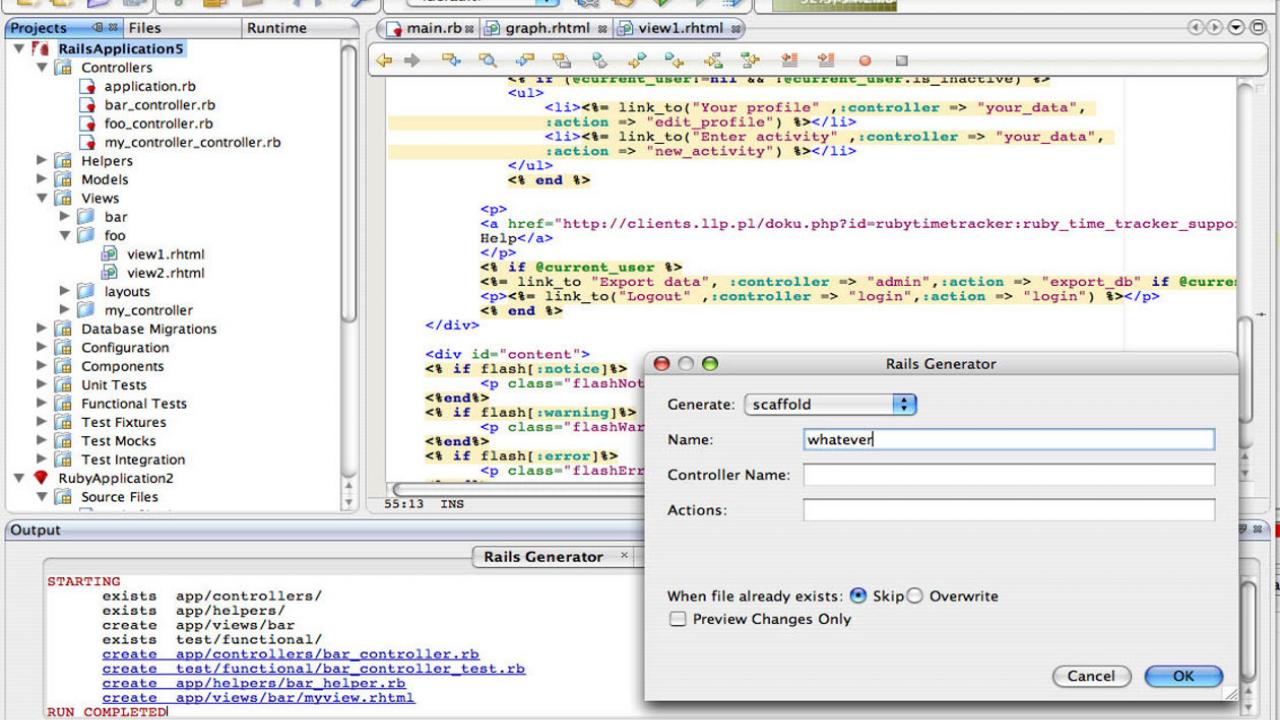 Projects
Files
Runtime
RailsApplication5
Controllers
application.rb
bar_controller.rb
foo_controller.rb
my_controller_controller.rb
Helpers
Models
Views
bar
foo
view1.rhtml
view2.rhtml
layouts
my_controller
Database Migrations
Configuration
Components
Unit Tests
Functional Tests
Test Fixtures
Test Mocks
Test Integration
RubyApplication2
Source Files
main.rb
graph.rhtml
view1.rhtml
<% if (@current_user!=nil && !@current_user.is_inactive) %>
<ul>
<li><%= link_to("Your profile" ,:controller => "your_data",
:action => "edit_profile") %></li>
<li><%= link_to("Enter activity" ,:controller => "your_data",
:action => "new_activity") %></li>
</ul>
<% end %>
<p>
<a href="http://clients.llp.pl/doku.php?id=rubytimetracker:ruby_time_tracker_suppo
Help</a>
</p>
<% if @current_user %>
<%= link_to "Export data", :controller => "admin",:action => "export_db" if @curre
<p><%= link_to("Logout" ,:controller => "login",:action => "login") %></p>
<% end %>
</div>
<div id="content">
<% if flash[:notice]%>
<p class="flashNot
<%end%>
<% if flash[:warning]%>
<p class="flashWar
<%end%>
<% if flash[:error]%>
<p class="flashErr
55:13 INS
Rails Generator
Generate: scaffold
Name: whatever
Controller Name:
Actions:
When file already exists: Skip Overwrite
Preview Changes Only
Cancel OK
Output
Rails Generator
STARTING
exists app/controllers/
exists app/helpers/
create app/views/bar
exists test/functional/
create app/controllers/bar_controller.rb
create test/functional/bar_controller_test.rb
create app/helpers/bar_helper.rb
create app/views/bar/myview.rhtml
RUN COMPLETED